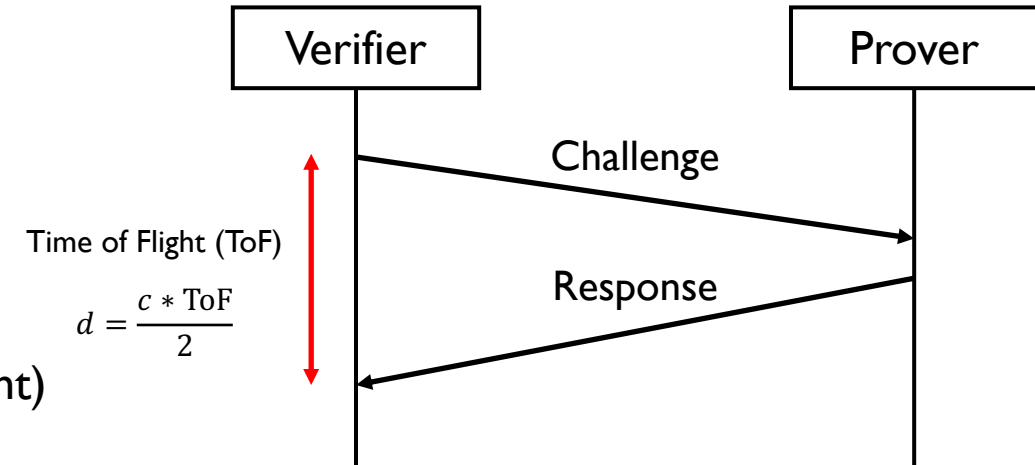 Verifier
Prover
Challenge
Time of Flight (ToF)
Response
d = c * ToF / 2
nt)